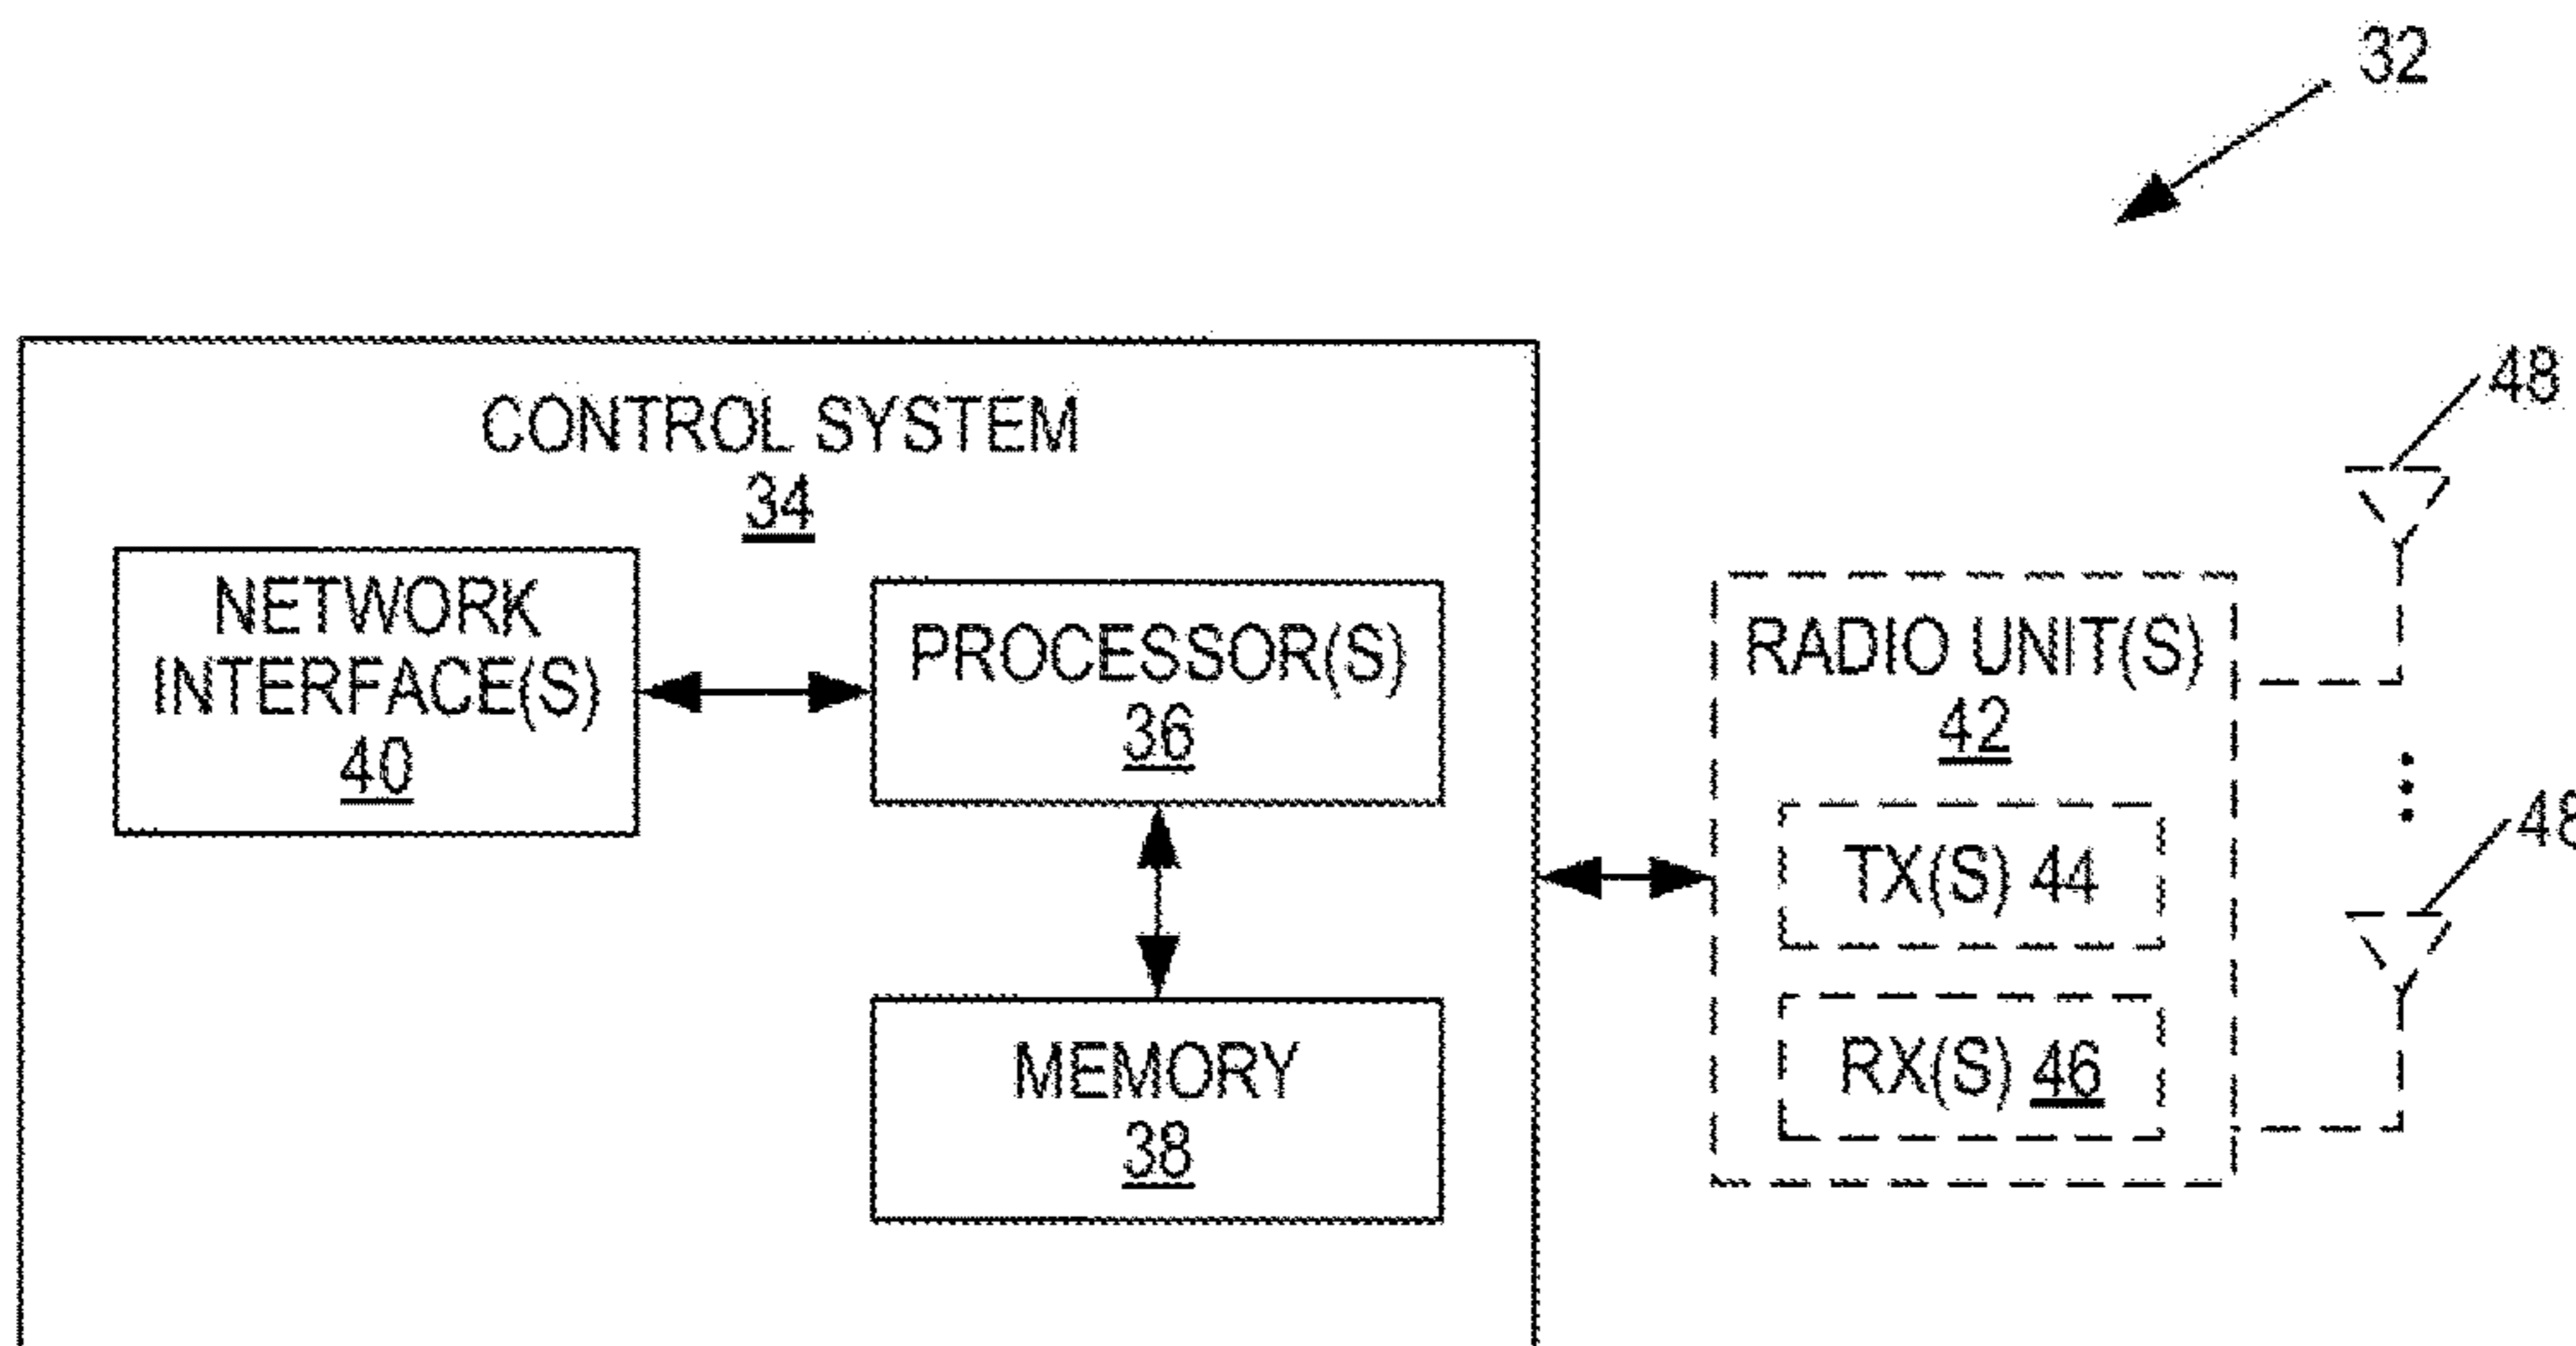 32
CONTROL SYSTEM
34
NETWORK
INTERFACE(S)
40
PROCESSOR(S)
36
MEMORY
38
RADIO UNIT(S)
42
TX(S) 44
RX(S) 46
48
48